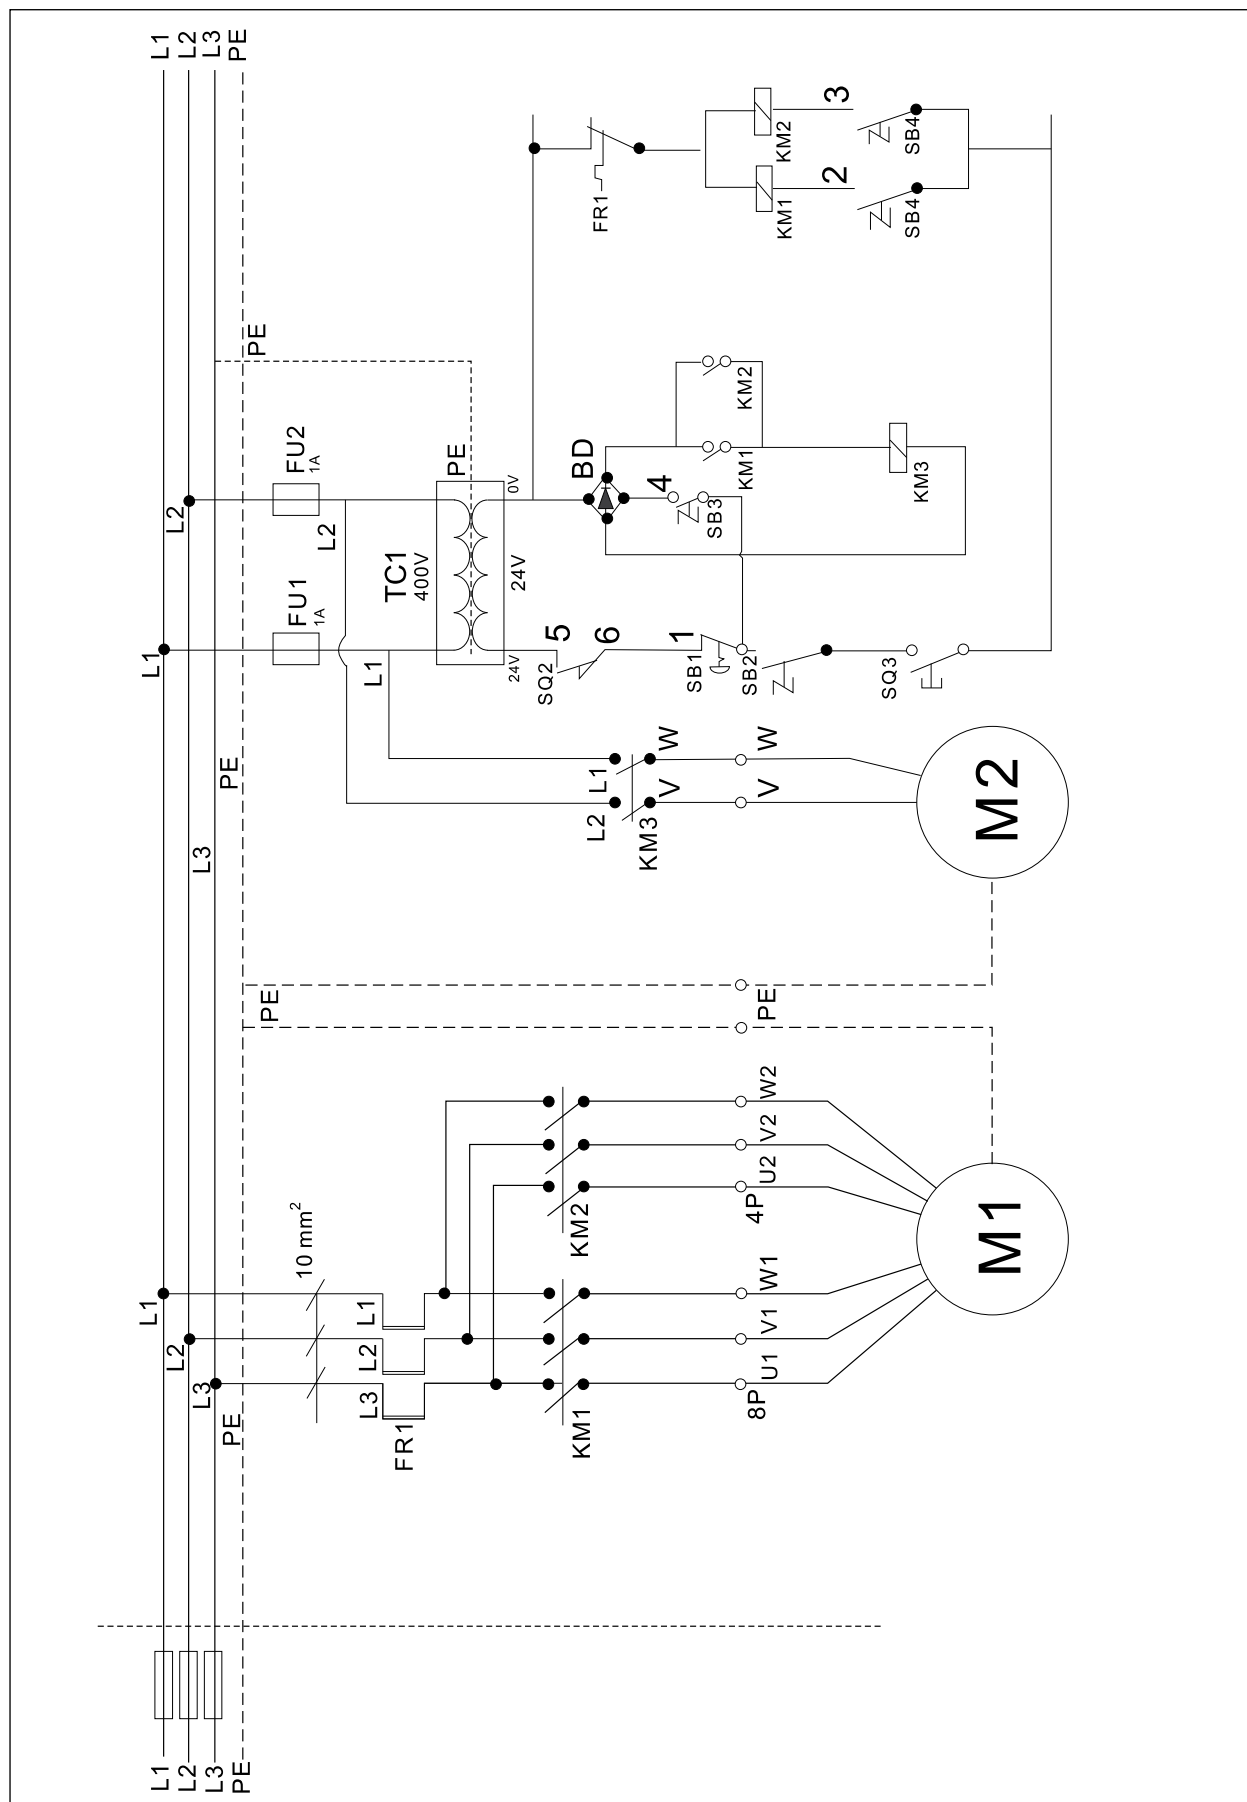 L1
L2
L3
PE
L1
L2
L3
PE
10 mm²
L1
L2
L3
FR1
KM1
KM2
8P
U1
V1
W1
4P
U2
V2
W2
M1
PE
PE
L3
PE
L1
L2
FU1
1A
FU2
1A
L2
L1
PE
TC1
400V
PE
24V
24V
0V
L2
L1
KM3
V
W
V
W
M2
SQ2
5
6
1
SB1
SB2
SQ3
BD
4
SB3
KM1
KM2
KM3
FR1
KM1
KM2
2
3
SB4
SB4
L1
L2
L3
PE